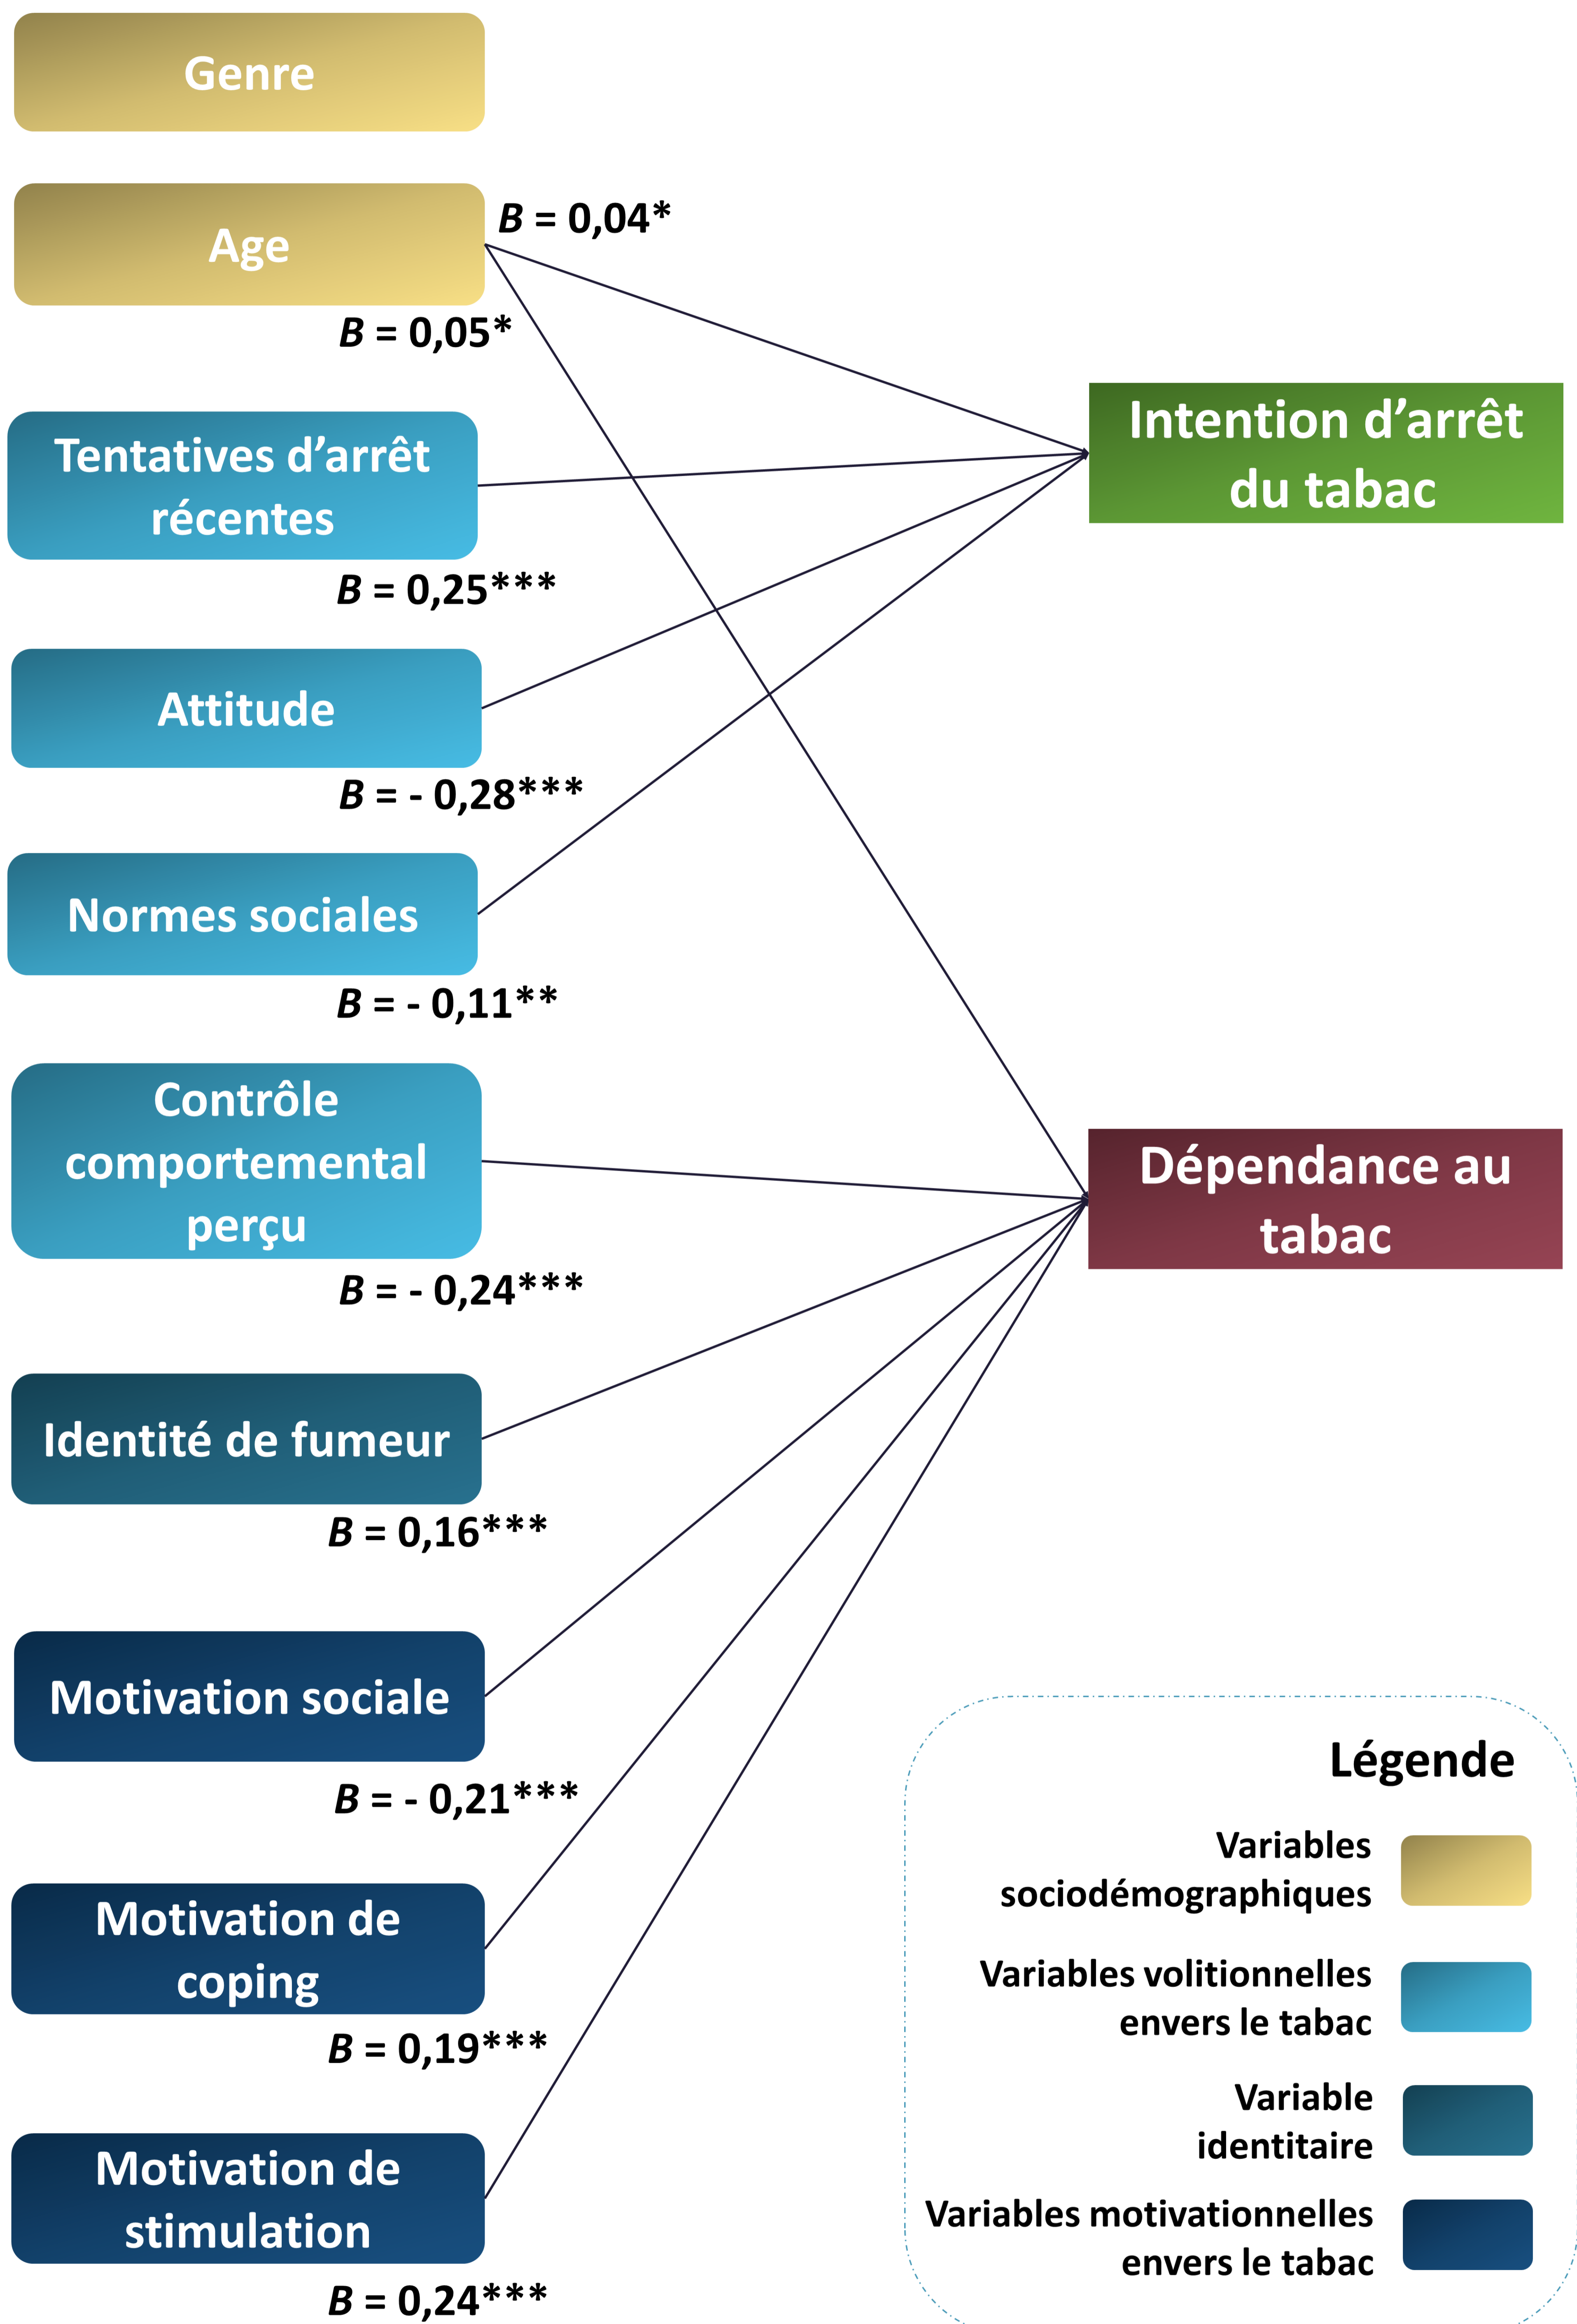 Genre
Age
B = 0,04*
B = 0,05*
Tentatives d’arrêt
récentes
B = 0,25***
Intention d’arrêt
du tabac
Attitude
B = - 0,28***
Normes sociales
B = - 0,11**
Contrôle
comportemental
perçu
B = - 0,24***
Dépendance au
tabac
Identité de fumeur
B = 0,16***
Motivation sociale
B = - 0,21***
Motivation de
coping
B = 0,19***
Motivation de
stimulation
B = 0,24***
Légende
Variables
sociodémographiques
Variables volitionnelles
envers le tabac
Variable
identitaire
Variables motivationnelles
envers le tabac